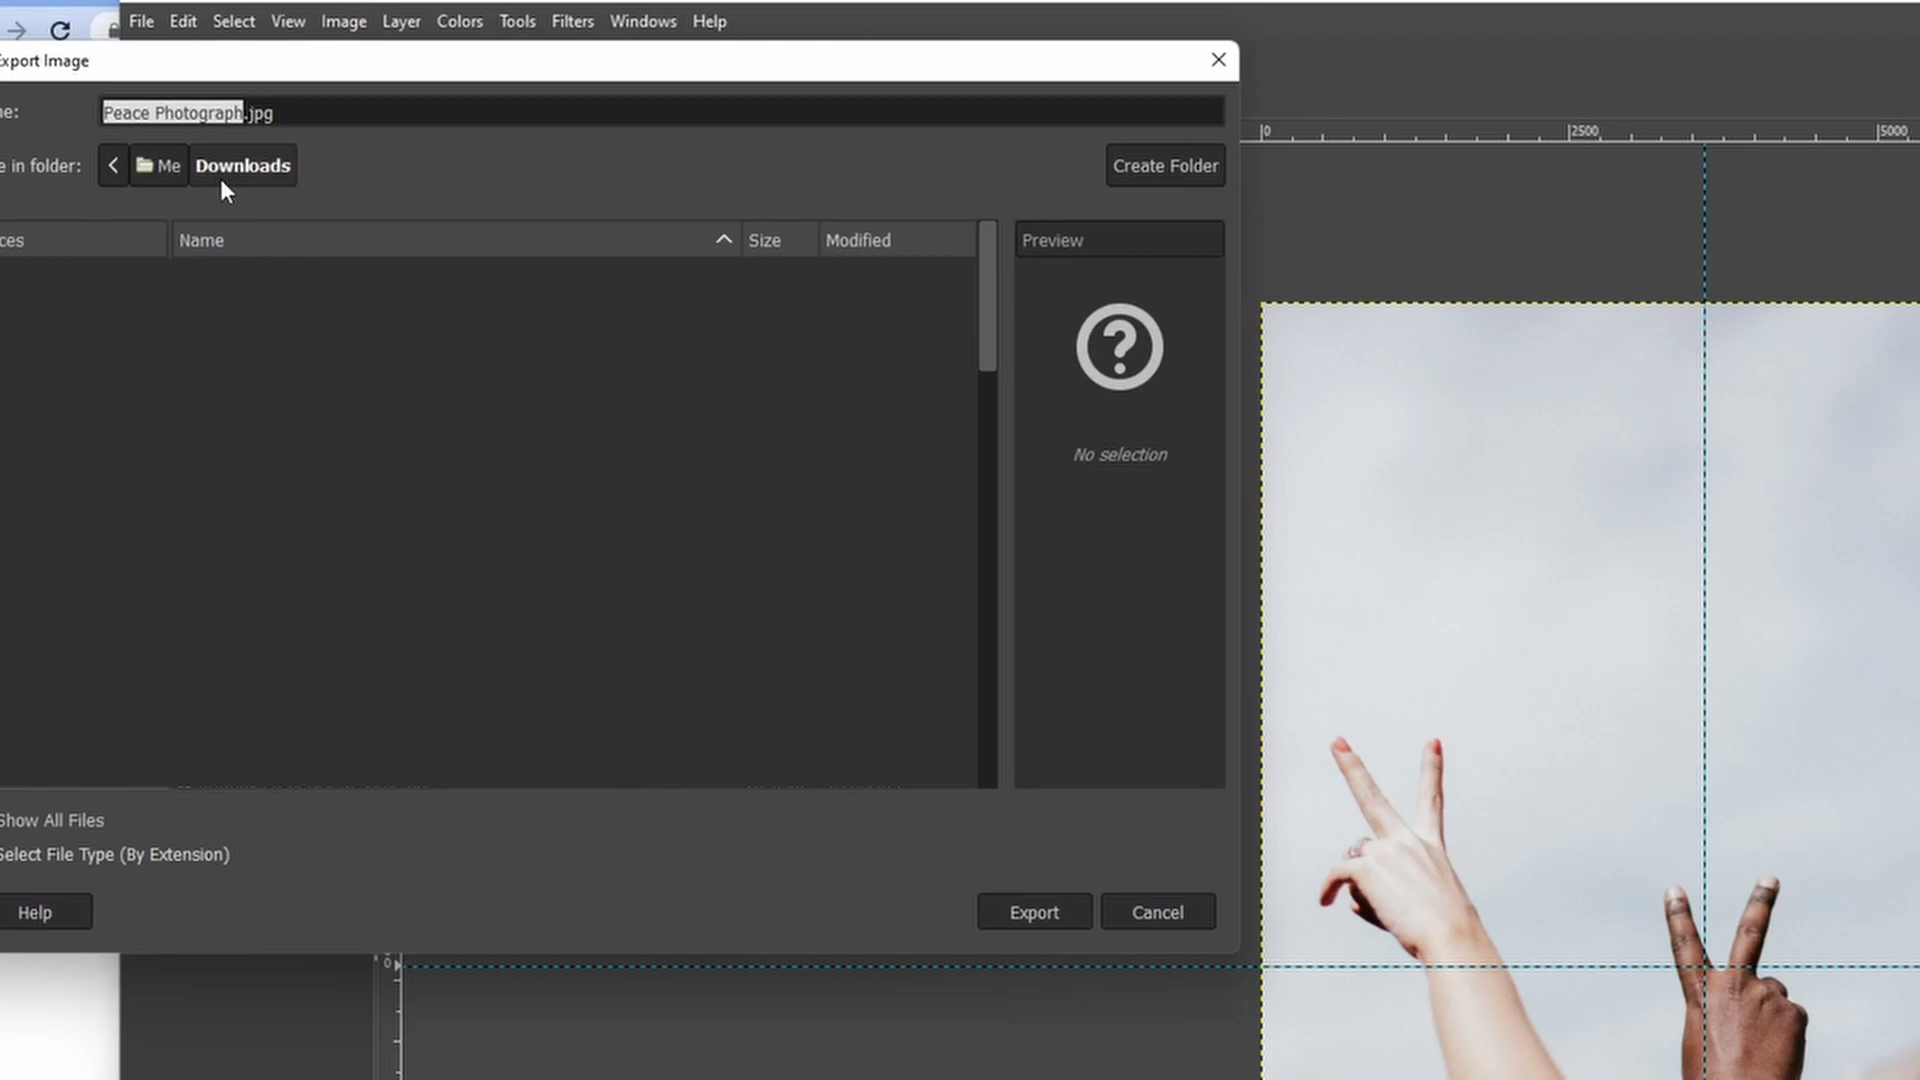 File Edit Select View Image Layer Colors Tools Filters Windows Help
Export Image
Peace Photograph.jpg
e in folder: Me Downloads Create Folder
Name Size Modified Preview
No selection
Show All Files
Select File Type (By Extension)
Help Export Cancel
0 2500 5000
0